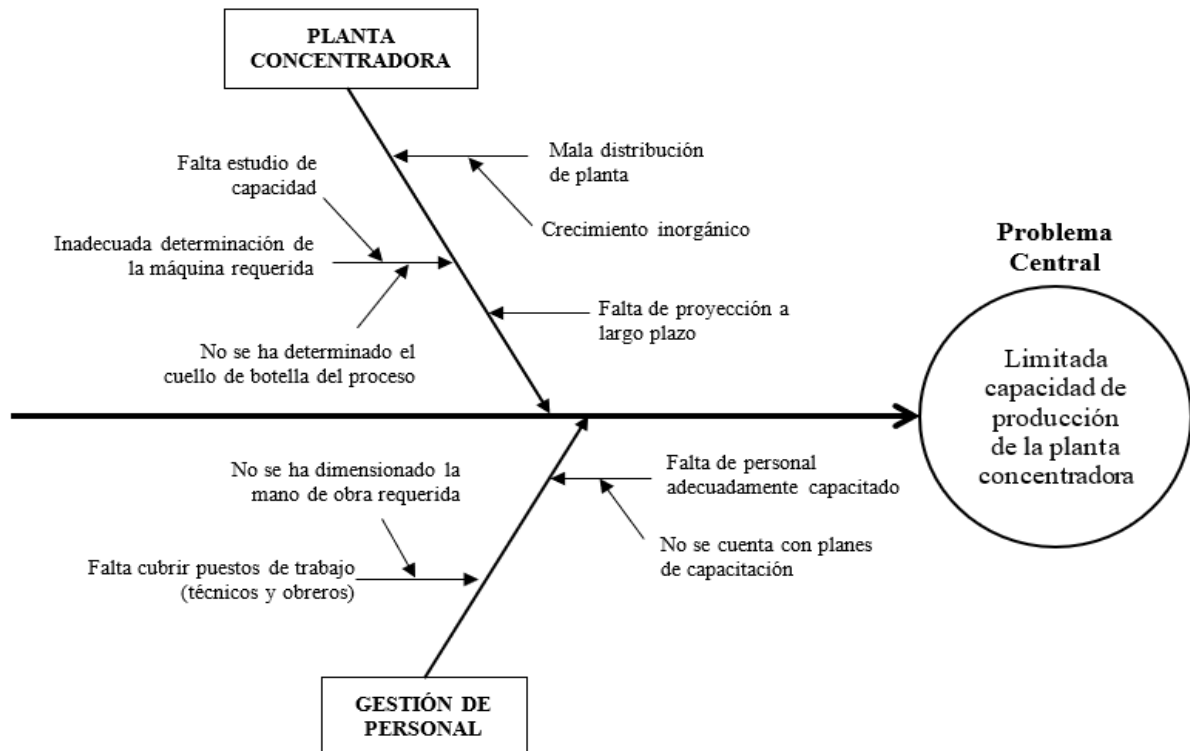 PLANTA
CONCENTRADORA
Mala distribución
de planta
Falta estudio de
capacidad
Crecimiento inorgánico
Inadecuada determinación de
la máquina requerida
Falta de proyección a
largo plazo
No se ha determinado el
cuello de botella del proceso
Problema
Central
Limitada
capacidad de
producción
de la planta
concentradora
No se ha dimensionado la
mano de obra requerida
Falta de personal
adecuadamente capacitado
No se cuenta con planes
de capacitación
Falta cubrir puestos de trabajo
(técnicos y obreros)
GESTIÓN DE
PERSONAL